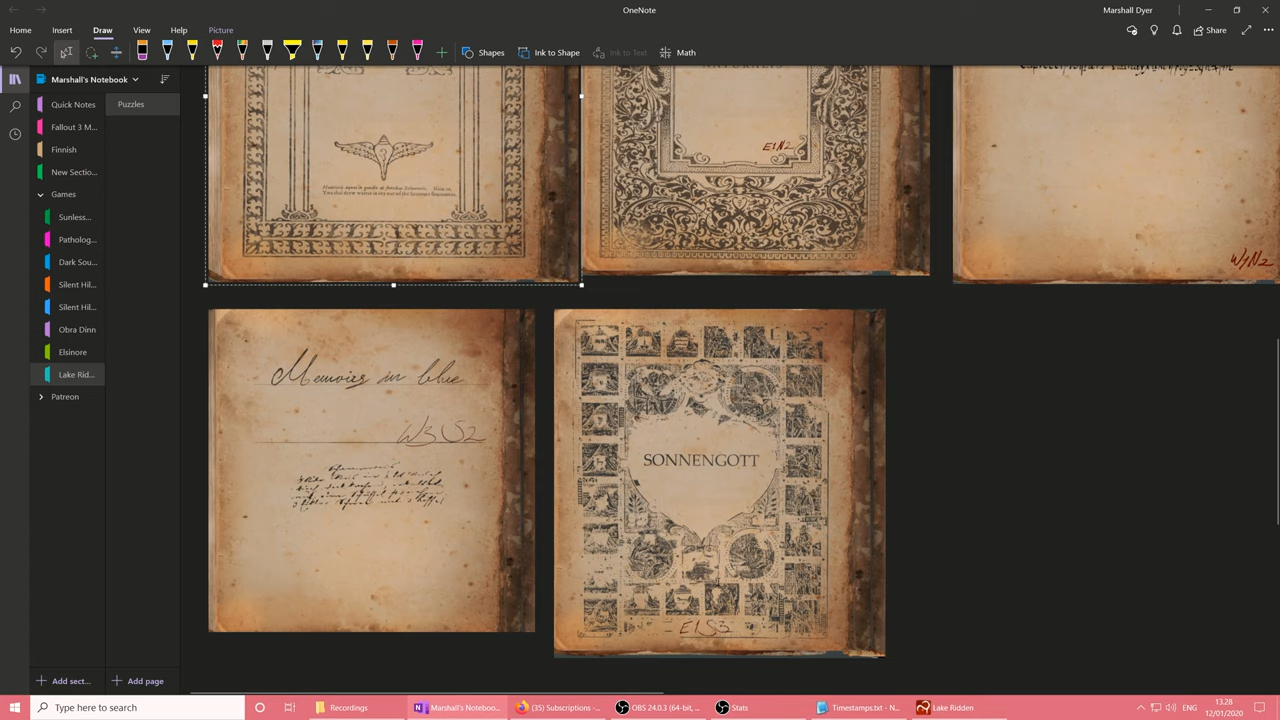 OneNote
Marshall Dyer
Home Insert Draw View Help Picture
Share
Shapes Ink to Shape Ink to Text Math
Marshall's Notebook
Quick Notes
Puzzles
Fallout 3 M...
Finnish
New Sectio...
Games
Sunless...
Patholog...
Dark Sou...
Silent Hil...
Silent Hil...
Obra Dinn
Elsinore
Lake Rid...
Patreon
E1N2
W1N2
Memoirs in blue
W3 S2
SONNENGOTT
E1S3
Add sect...
Add page
Type here to search
Recordings
Marshall's Noteboo...
(35) Subscriptions -...
OBS 24.0.3 (64-bit, ...
Stats
Timestamps.txt - N...
Lake Ridden
ENG
13.28
12/01/2020